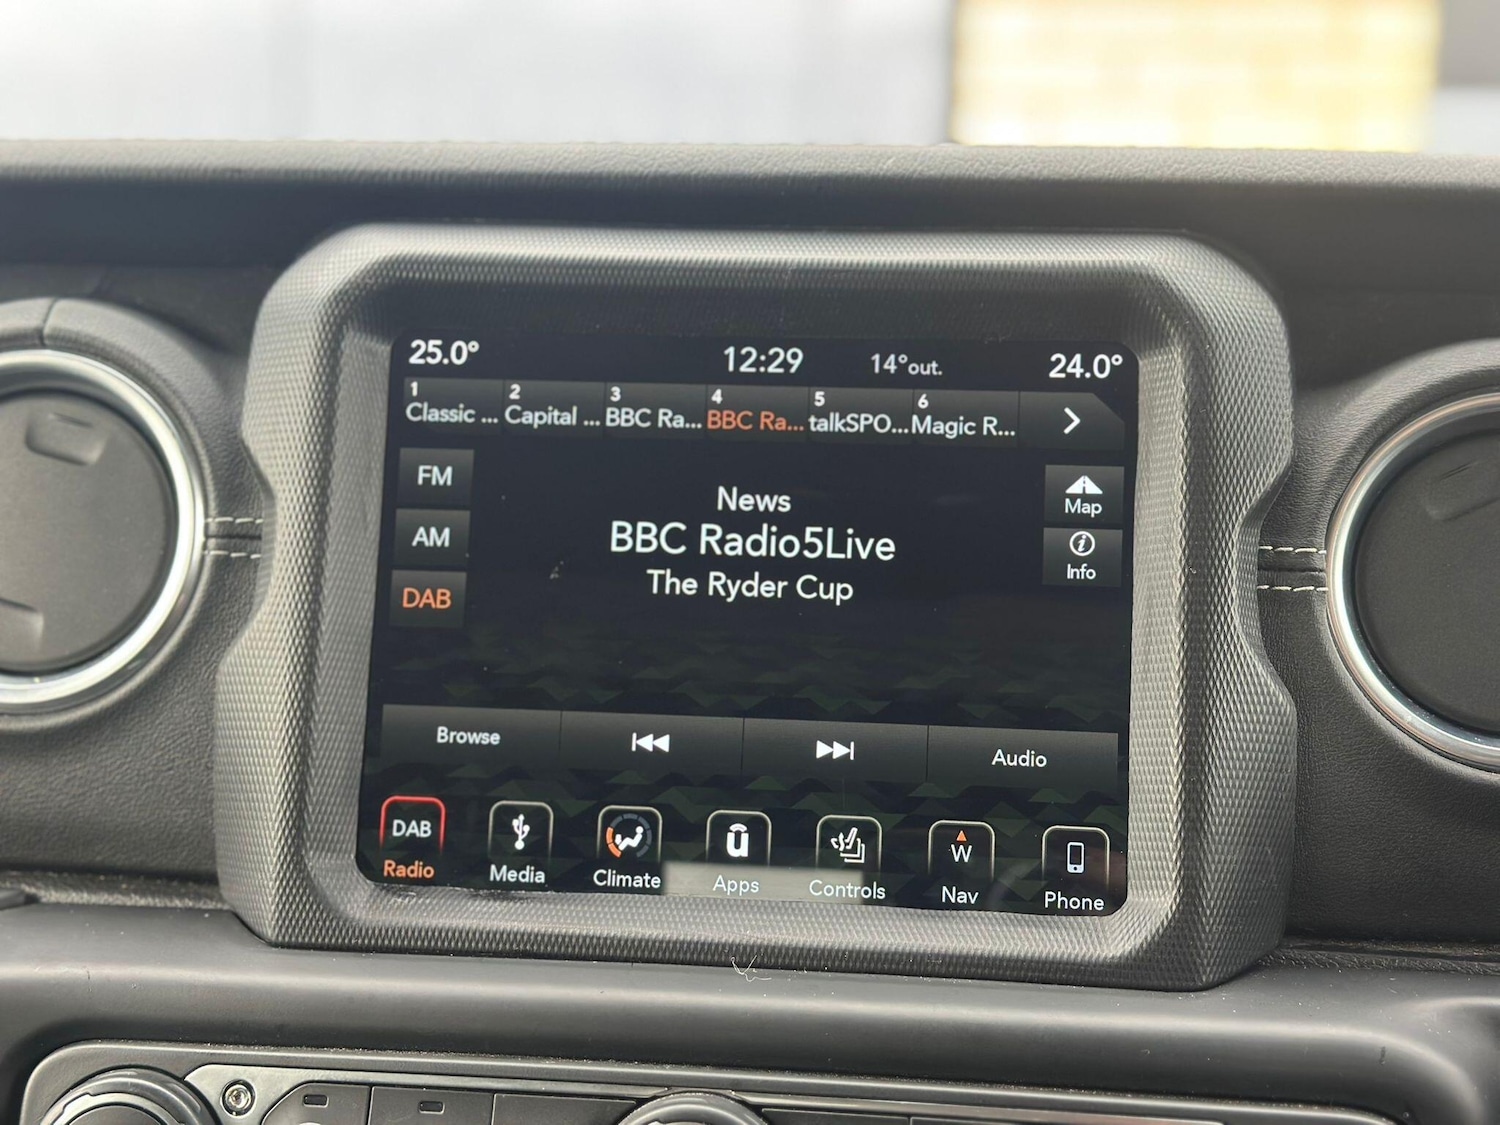 25.0° 12:29 14°out. 24.0°
1 2 3 4 5 6
Classic ... Capital ... BBC Ra... BBC Ra... talkSPO... Magic R...
FM
AM
DAB
News
BBC Radio5Live
The Ryder Cup
Map
i
Info
Browse Audio
DAB u W
Radio Media Climate Apps Controls Nav Phone